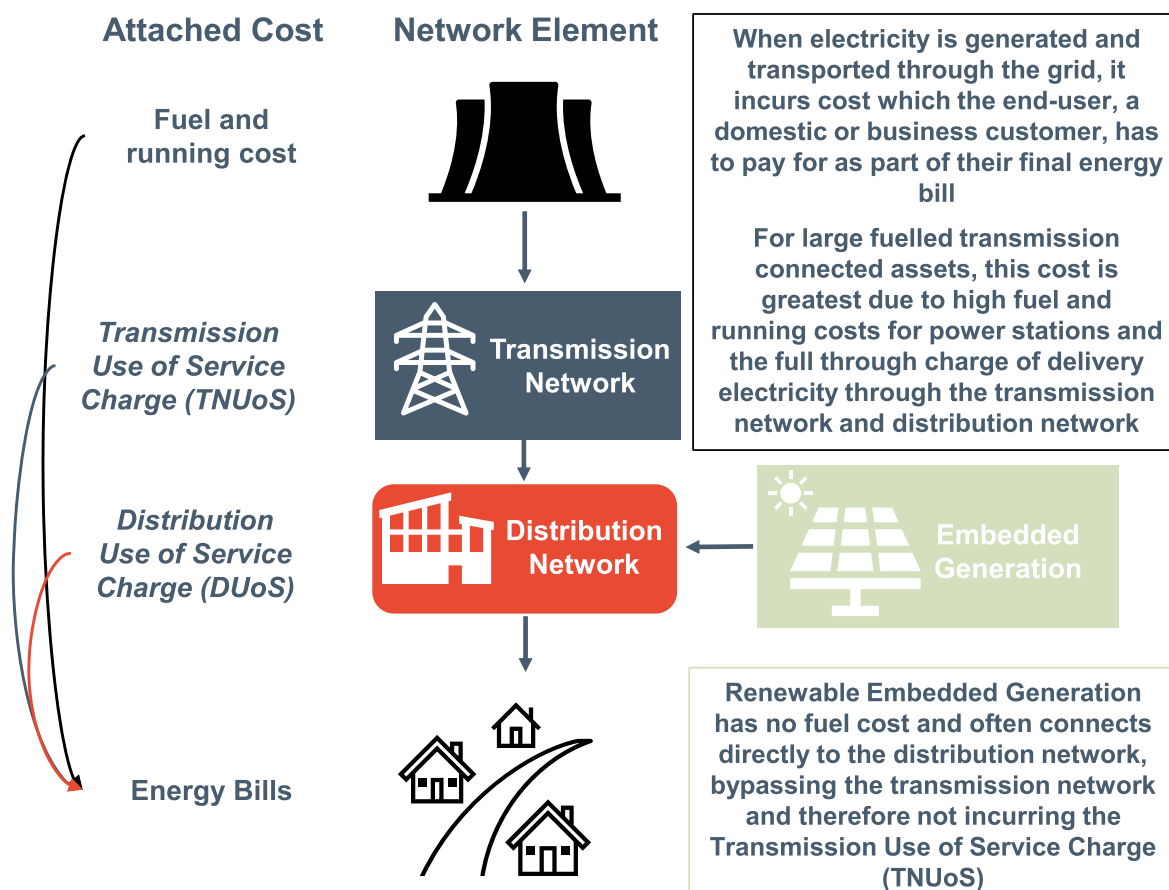 Attached Cost
Network Element
Fuel and
running cost
When electricity is generated and
transported through the grid, it
incurs cost which the end-user, a
domestic or business customer, has
to pay for as part of their final energy
bill
For large fuelled transmission
connected assets, this cost is
greatest due to high fuel and
running costs for power stations and
the full through charge of delivery
electricity through the transmission
network and distribution network
Transmission
Use of Service
Charge (TNUoS)
Transmission
Network
Distribution
Use of Service
Charge (DUoS)
Distribution
Network
Embedded
Generation
Energy Bills
Renewable Embedded Generation
has no fuel cost and often connects
directly to the distribution network,
bypassing the transmission network
and therefore not incurring the
Transmission Use of Service Charge
(TNUoS)